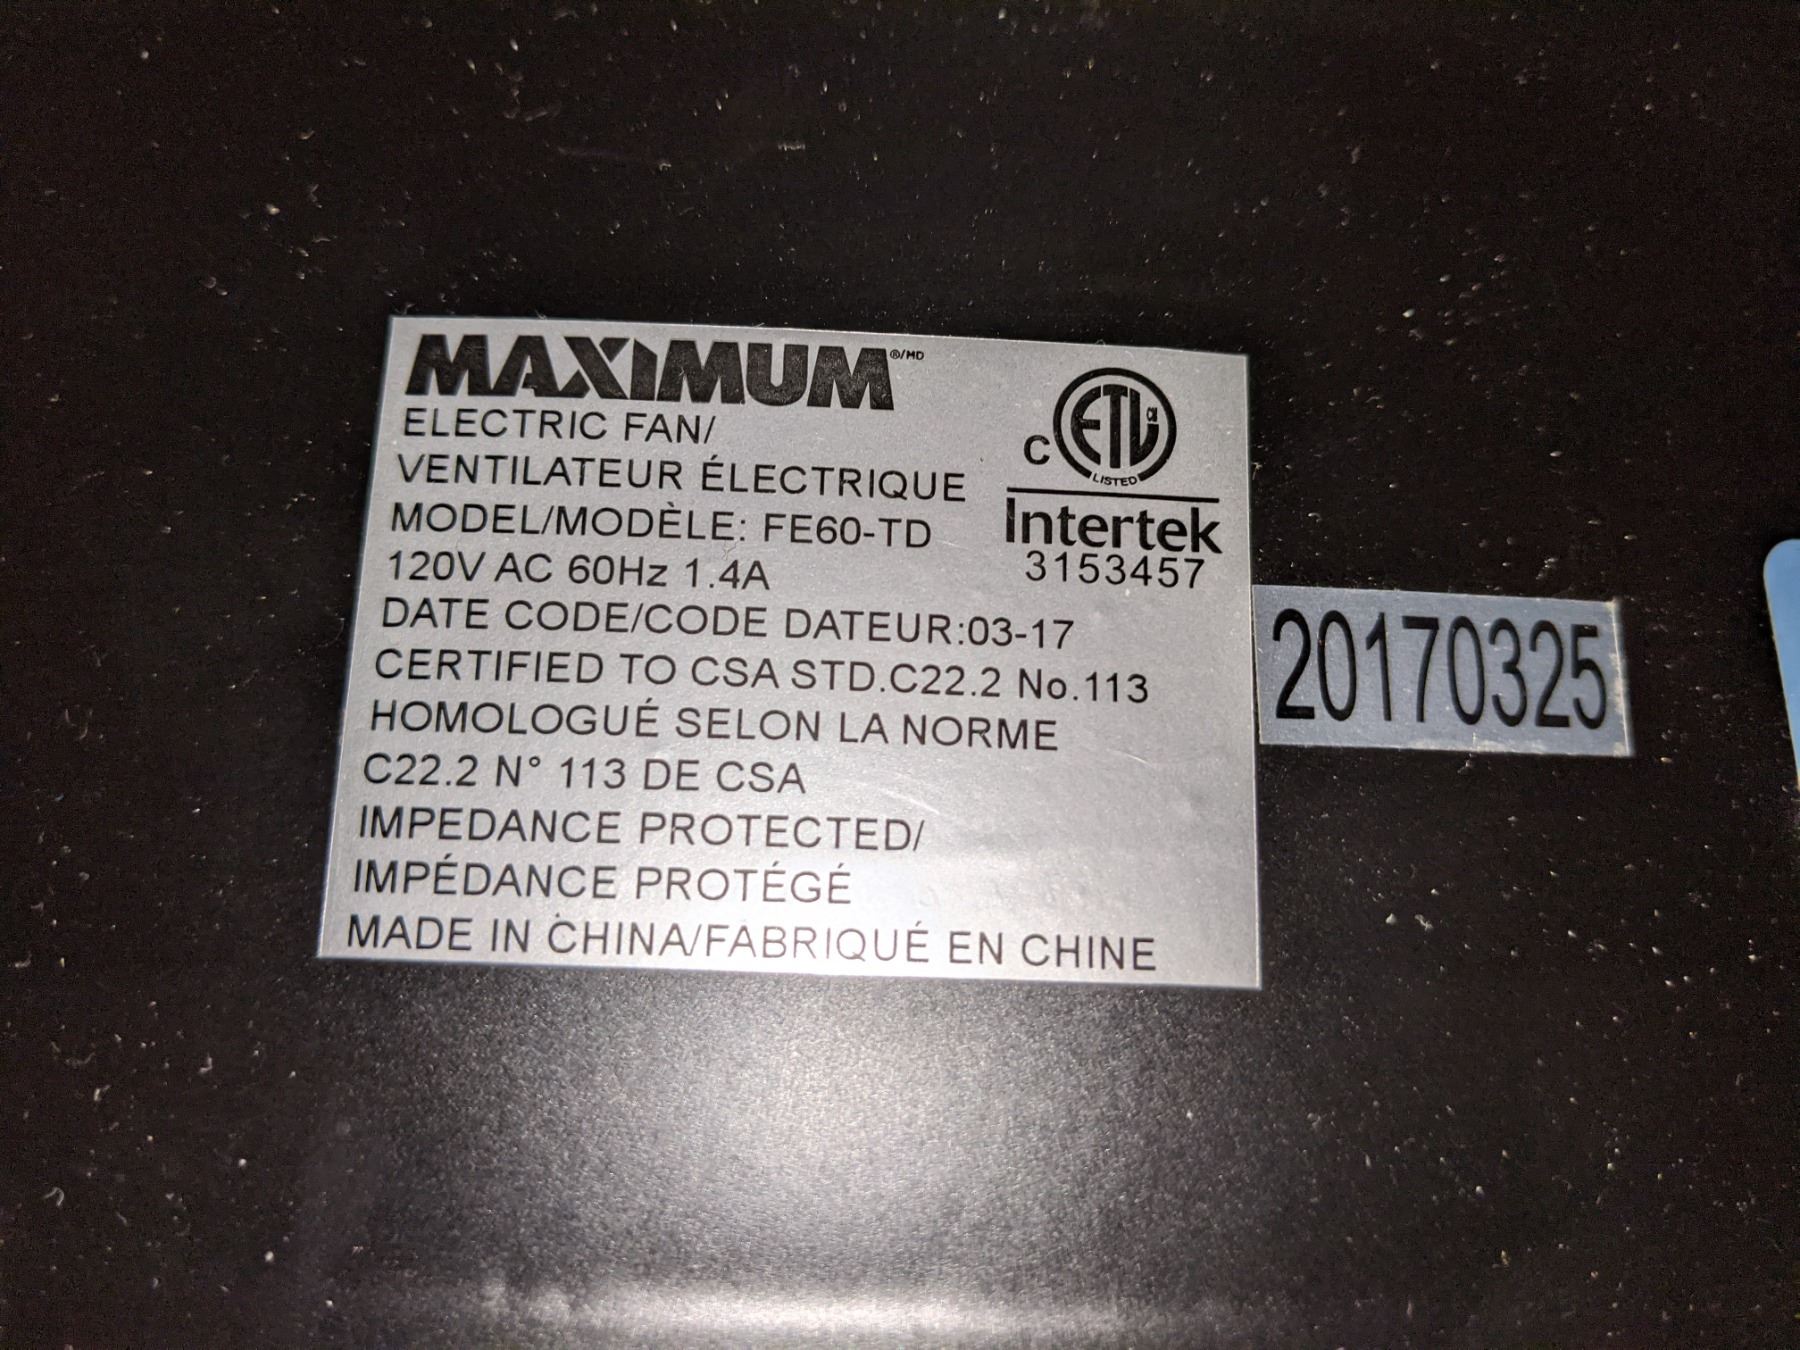 MAXIMUM®/MD
ELECTRIC FAN/
VENTILATEUR ÉLECTRIQUE
MODEL/MODÈLE: FE60-TD
120V AC 60Hz 1.4A
DATE CODE/CODE DATEUR:03-17
CERTIFIED TO CSA STD.C22.2 No.113
HOMOLOGUÉ SELON LA NORME
C22.2 N° 113 DE CSA
IMPEDANCE PROTECTED/
IMPÉDANCE PROTÉGÉ
MADE IN CHINA/FABRIQUÉ EN CHINE
C ETL CM
LISTED
Intertek
3153457
20170325